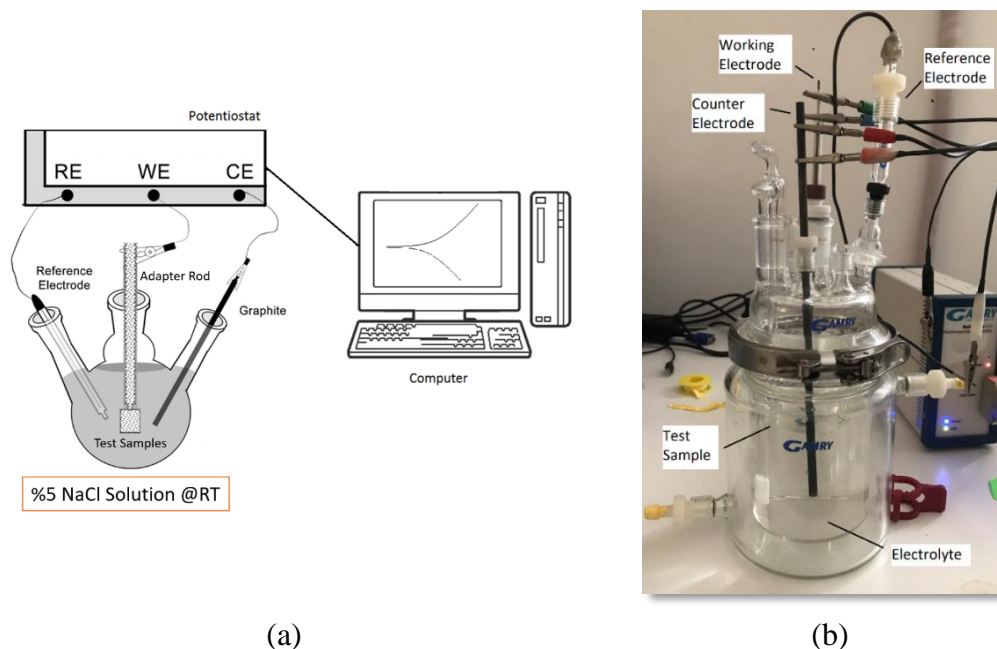 Potentiostat
RE WE CE
Reference
Electrode
Adapter Rod
Graphite
Test Samples
Computer
%5 NaCl Solution @RT
(a)
Working
Electrode
Reference
Electrode
Counter
Electrode
GAMRY
GAMRY
Test
Sample
GAMRY
Electrolyte
(b)